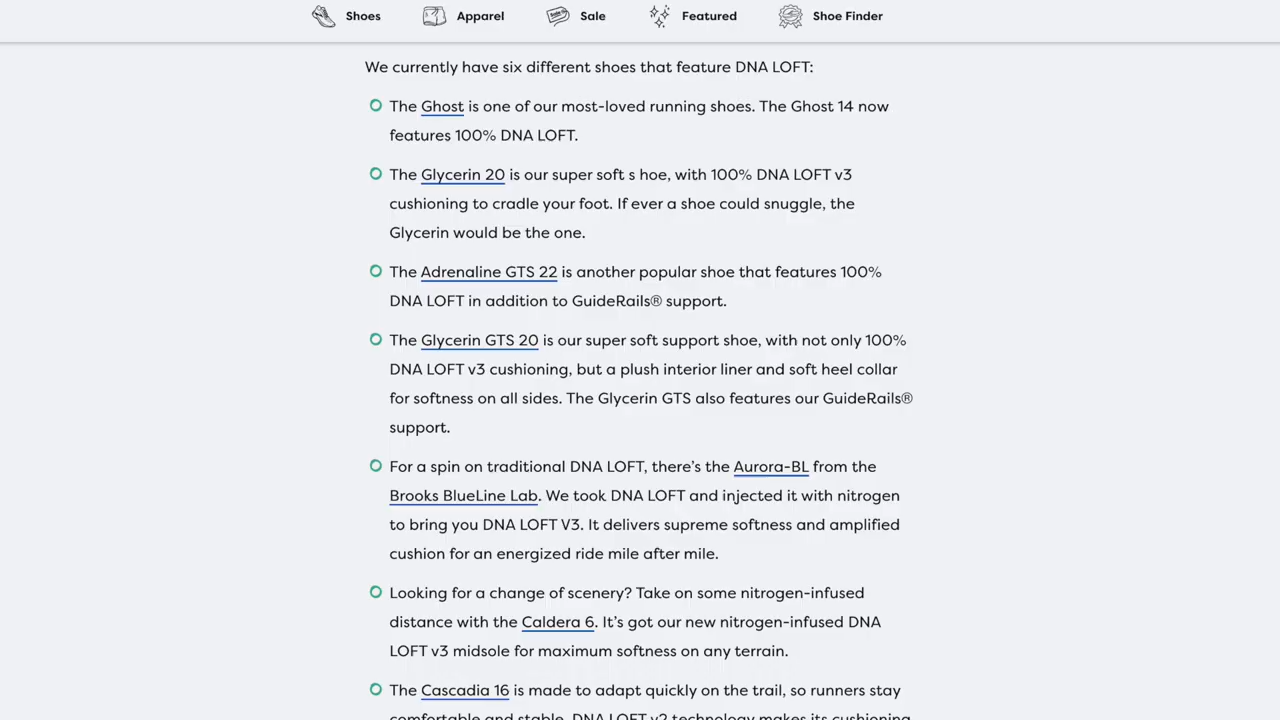 Shoes Apparel Sale Featured Shoe Finder
We currently have six different shoes that feature DNA LOFT:
The Ghost is one of our most-loved running shoes. The Ghost 14 now
features 100% DNA LOFT.
The Glycerin 20 is our super soft s hoe, with 100% DNA LOFT v3
cushioning to cradle your foot. If ever a shoe could snuggle, the
Glycerin would be the one.
The Adrenaline GTS 22 is another popular shoe that features 100%
DNA LOFT in addition to GuideRails® support.
The Glycerin GTS 20 is our super soft support shoe, with not only 100%
DNA LOFT v3 cushioning, but a plush interior liner and soft heel collar
for softness on all sides. The Glycerin GTS also features our GuideRails®
support.
For a spin on traditional DNA LOFT, there's the Aurora-BL from the
Brooks BlueLine Lab. We took DNA LOFT and injected it with nitrogen
to bring you DNA LOFT V3. It delivers supreme softness and amplified
cushion for an energized ride mile after mile.
Looking for a change of scenery? Take on some nitrogen-infused
distance with the Caldera 6. It's got our new nitrogen-infused DNA
LOFT v3 midsole for maximum softness on any terrain.
The Cascadia 16 is made to adapt quickly on the trail, so runners stay
comfortable and stable. DNA LOFT v2 technology makes its cushioning